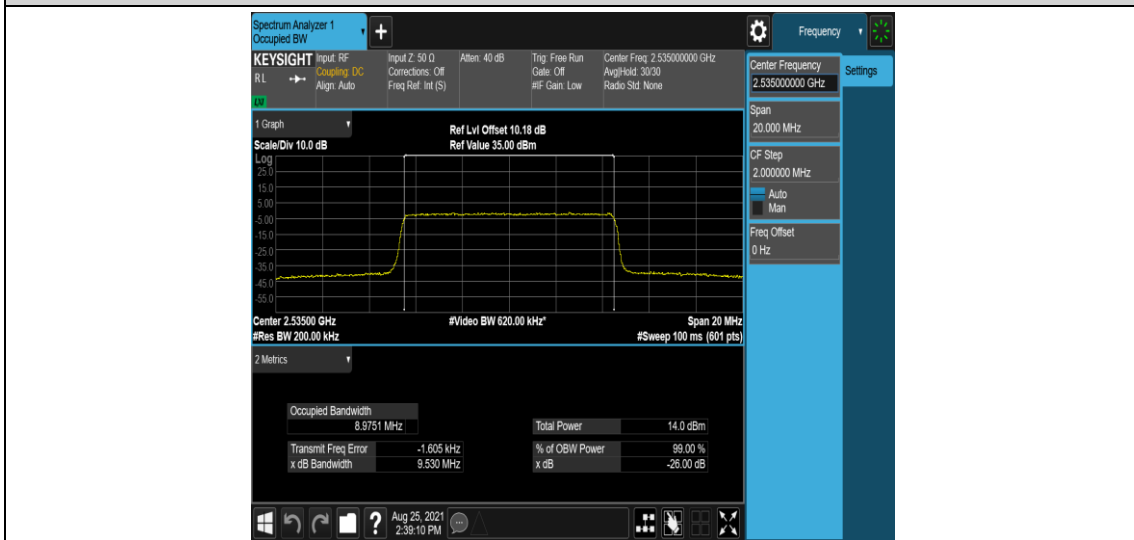 Spectrum Analyzer 1
Occupied BW
+
Frequency
KEYSIGHT
RL
Input: RF
Coupling: DC
Align: Auto
Input Z: 50 Ω
Corrections: Off
Freq Ref: Int (S)
Atten: 40 dB
Trig: Free Run
Gate: Off
#IF Gain: Low
Center Freq: 2.535000000 GHz
Avg|Hold: 30/30
Radio Std: None
Center Frequency
2.535000000 GHz
Settings
Span
20.000 MHz
CF Step
2.000000 MHz
Auto
Man
Freq Offset
0 Hz
1 Graph
Scale/Div 10.0 dB
Ref Lvl Offset 10.18 dB
Ref Value 35.00 dBm
Log
25.0
15.0
5.00
-5.00
-15.0
-25.0
-35.0
-45.0
-55.0
Center 2.53500 GHz
#Video BW 620.00 kHz*
Span 20 MHz
#Res BW 200.00 kHz
#Sweep 100 ms (601 pts)
2 Metrics
Occupied Bandwidth
8.9751 MHz
Total Power 14.0 dBm
Transmit Freq Error -1.605 kHz
% of OBW Power 99.00 %
x dB Bandwidth 9.530 MHz
x dB -26.00 dB
?
Aug 25, 2021
2:39:10 PM